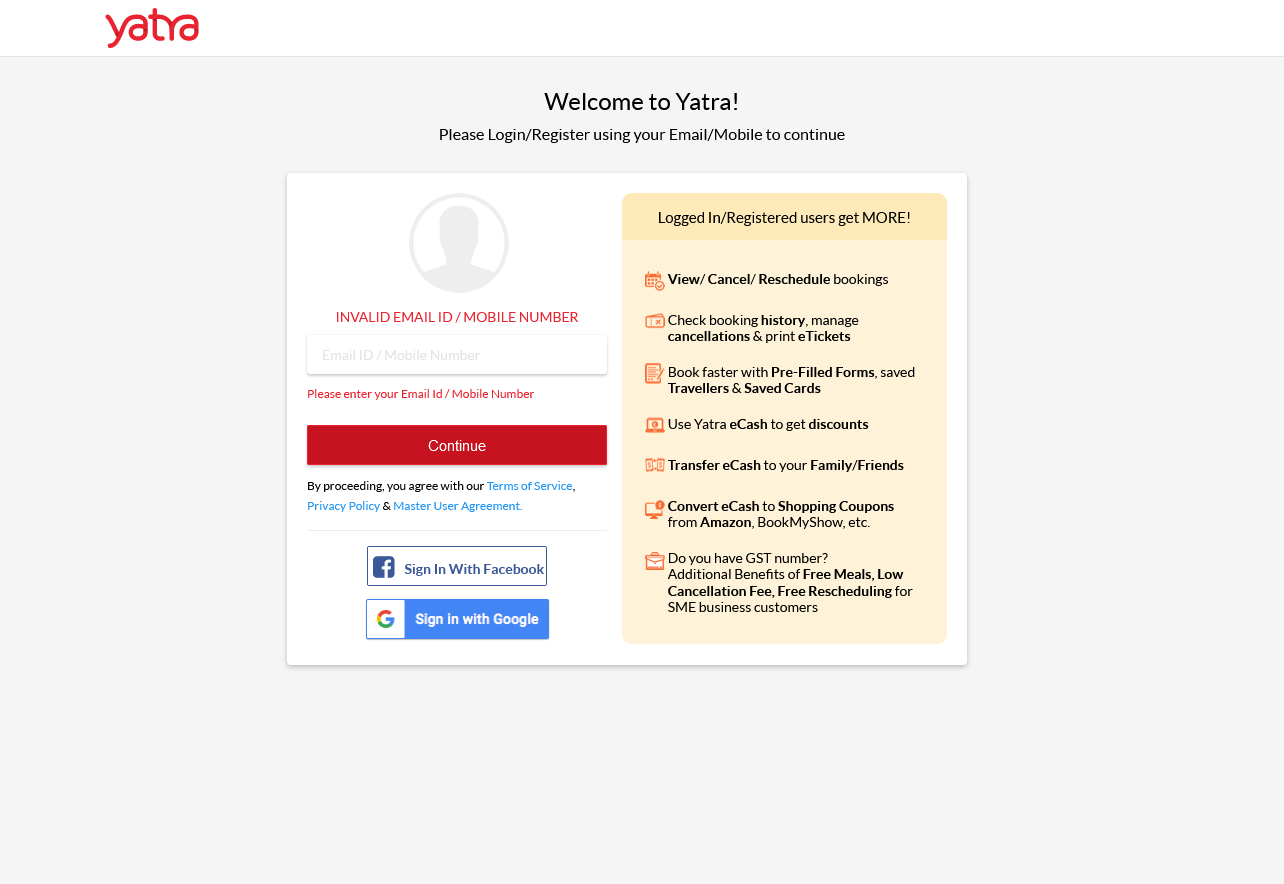 yatra
Welcome to Yatra!
Please Login/Register using your Email/Mobile to continue
INVALID EMAIL ID / MOBILE NUMBER
Email ID / Mobile Number
Please enter your Email Id / Mobile Number
Continue
By proceeding, you agree with our Terms of Service,
Privacy Policy & Master User Agreement.
Sign In With Facebook
Sign in with Google
Logged In/Registered users get MORE!
View/ Cancel/ Reschedule bookings
Check booking history, manage
cancellations & print eTickets
Book faster with Pre-Filled Forms, saved
Travellers & Saved Cards
Use Yatra eCash to get discounts
Transfer eCash to your Family/Friends
Convert eCash to Shopping Coupons
from Amazon, BookMyShow, etc.
Do you have GST number?
Additional Benefits of Free Meals, Low
Cancellation Fee, Free Rescheduling for
SME business customers